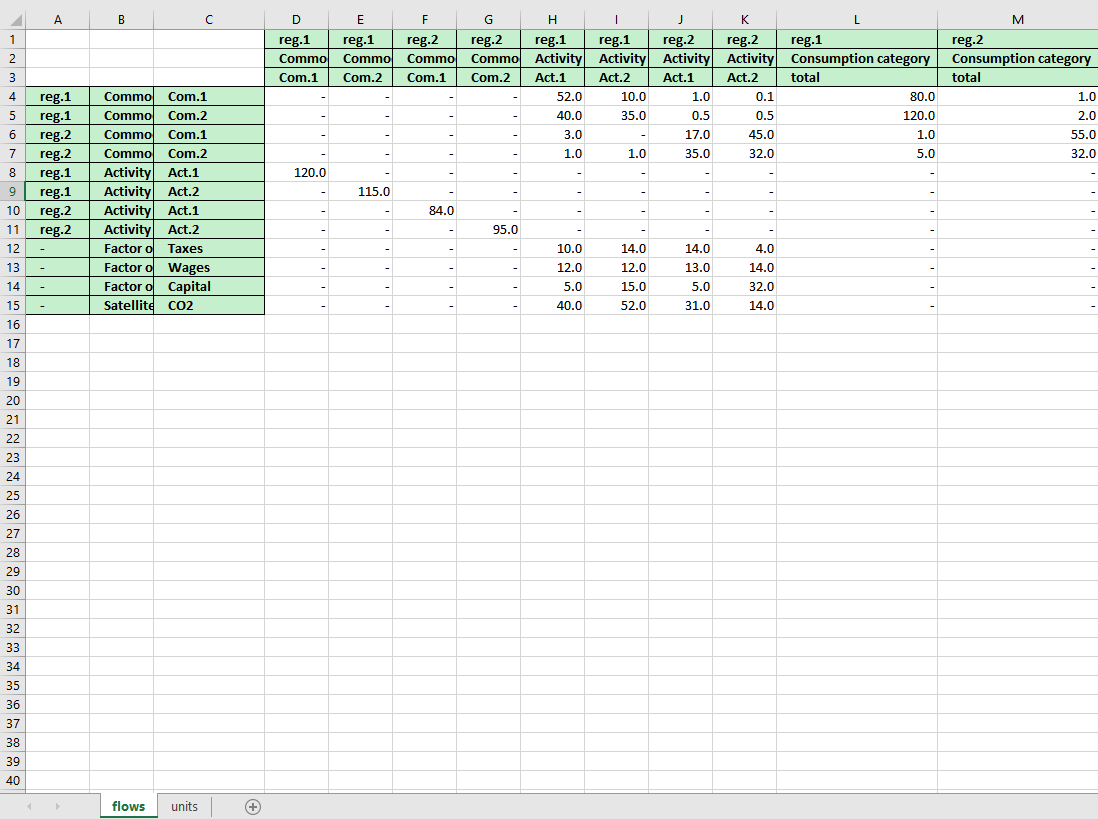 A B C D E F G H I J K L M
1 reg.1 reg.1 reg.2 reg.2 reg.1 reg.1 reg.2 reg.2 reg.1 reg.2
2 Commo Commo Commo Commo Activity Activity Activity Activity Consumption category Consumption category
3 Com.1 Com.2 Com.1 Com.2 Act.1 Act.2 Act.1 Act.2 total total
4 reg.1 Commo Com.1 - - - - 52.0 10.0 1.0 0.1 80.0 1.0
5 reg.1 Commo Com.2 - - - - 40.0 35.0 0.5 0.5 120.0 2.0
6 reg.2 Commo Com.1 - - - - 3.0 - 17.0 45.0 1.0 55.0
7 reg.2 Commo Com.2 - - - - 1.0 1.0 35.0 32.0 5.0 32.0
8 reg.1 Activity Act.1 120.0 - - - - - - - - -
9 reg.1 Activity Act.2 - 115.0 - - - - - - - -
10 reg.2 Activity Act.1 - - 84.0 - - - - - - -
11 reg.2 Activity Act.2 - - - 95.0 - - - - - -
12 - Factor o Taxes - - - - 10.0 14.0 14.0 4.0 - -
13 - Factor o Wages - - - - 12.0 12.0 13.0 14.0 - -
14 - Factor o Capital - - - - 5.0 15.0 5.0 32.0 - -
15 - Satellite CO2 - - - - 40.0 52.0 31.0 14.0 - -
16
17
18
19
20
21
22
23
24
25
26
27
28
29
30
31
32
33
34
35
36
37
38
39
40
flows units